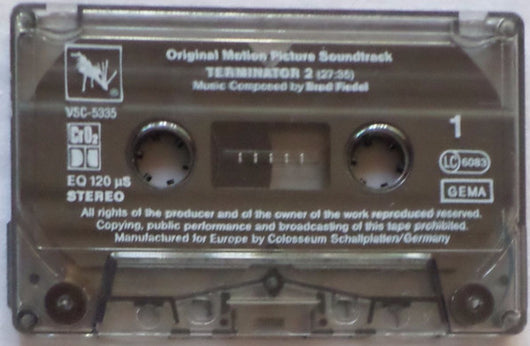 Original Motion Picture Soundtrack
TERMINATOR 2 (27:35)
Music Composed by Brad Fiedel
®
VSC-5335
CrO2
1
LC 6083
EQ 120 µS
STEREO
GEMA
All rights of the producer and of the owner of the work reproduced reserved.
Copying, public performance and broadcasting of this tape prohibited.
Manufactured for Europe by Colosseum Schallplatten/Germany